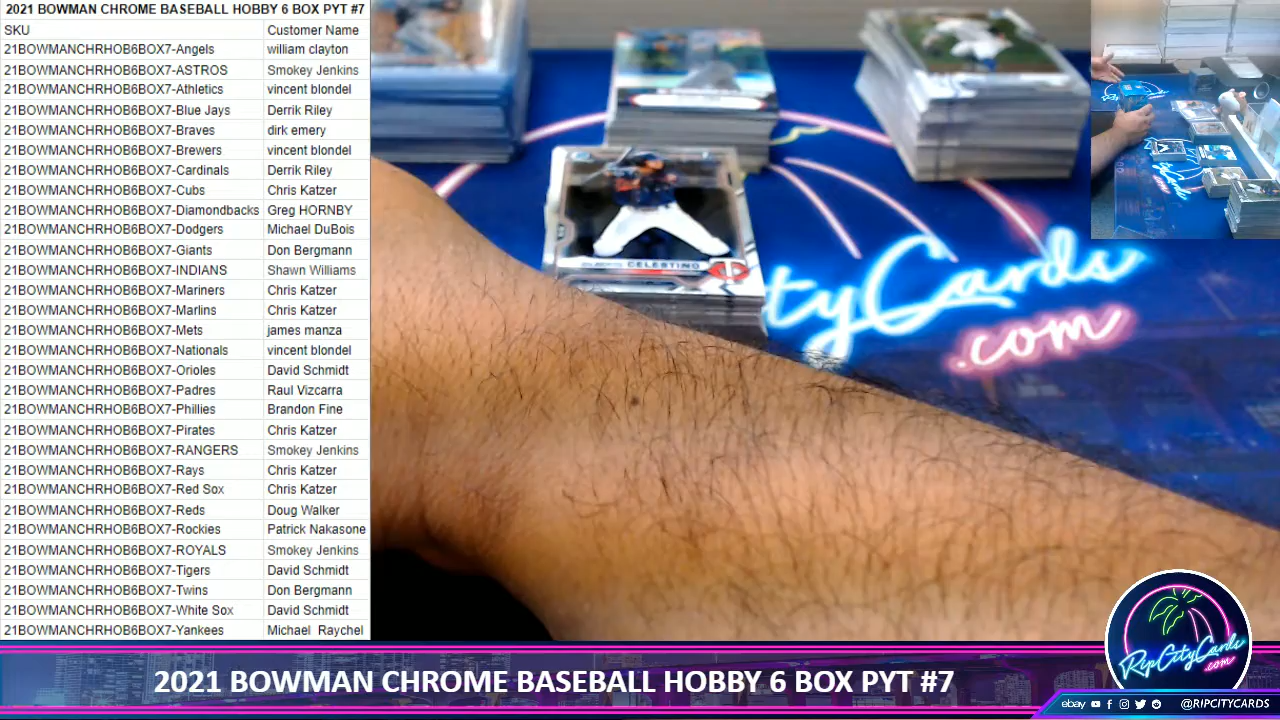 2021 BOWMAN CHROME BASEBALL HOBBY 6 BOX PYT #7
SKU Customer Name
21BOWMANCHRHOB6BOX7-Angels william clayton
21BOWMANCHRHOB6BOX7-ASTROS Smokey Jenkins
21BOWMANCHRHOB6BOX7-Athletics vincent blondel
21BOWMANCHRHOB6BOX7-Blue Jays Derrik Riley
21BOWMANCHRHOB6BOX7-Braves dirk emery
21BOWMANCHRHOB6BOX7-Brewers vincent blondel
21BOWMANCHRHOB6BOX7-Cardinals Derrik Riley
21BOWMANCHRHOB6BOX7-Cubs Chris Katzer
21BOWMANCHRHOB6BOX7-Diamondbacks Greg HORNBY
21BOWMANCHRHOB6BOX7-Dodgers Michael DuBois
21BOWMANCHRHOB6BOX7-Giants Don Bergmann
21BOWMANCHRHOB6BOX7-INDIANS Shawn Williams
21BOWMANCHRHOB6BOX7-Mariners Chris Katzer
21BOWMANCHRHOB6BOX7-Marlins Chris Katzer
21BOWMANCHRHOB6BOX7-Mets james manza
21BOWMANCHRHOB6BOX7-Nationals vincent blondel
21BOWMANCHRHOB6BOX7-Orioles David Schmidt
21BOWMANCHRHOB6BOX7-Padres Raul Vizcarra
21BOWMANCHRHOB6BOX7-Phillies Brandon Fine
21BOWMANCHRHOB6BOX7-Pirates Chris Katzer
21BOWMANCHRHOB6BOX7-RANGERS Smokey Jenkins
21BOWMANCHRHOB6BOX7-Rays Chris Katzer
21BOWMANCHRHOB6BOX7-Red Sox Chris Katzer
21BOWMANCHRHOB6BOX7-Reds Doug Walker
21BOWMANCHRHOB6BOX7-Rockies Patrick Nakasone
21BOWMANCHRHOB6BOX7-ROYALS Smokey Jenkins
21BOWMANCHRHOB6BOX7-Tigers David Schmidt
21BOWMANCHRHOB6BOX7-Twins Don Bergmann
21BOWMANCHRHOB6BOX7-White Sox David Schmidt
21BOWMANCHRHOB6BOX7-Yankees Michael Raychel
CELESTINO
tyCards
.com
RipCityCards
.com
2021 BOWMAN CHROME BASEBALL HOBBY 6 BOX PYT #7
ebay @RIPCITYCARDS